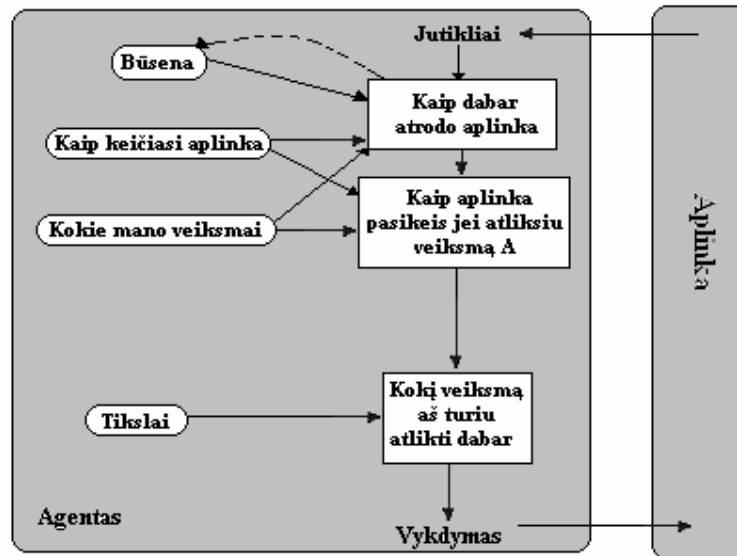 Jutikliai
Būsena
Kaip dabar
atrodo aplinka
Kaip keičiasi aplinka
Kaip aplinka
pasikeis jei atliksiu
veiksmą A
Kokie mano veiksmai
Kokį veiksmą
aš turiu
atlikti dabar
Tikslai
Agentas
Vykdymas
Aplinka